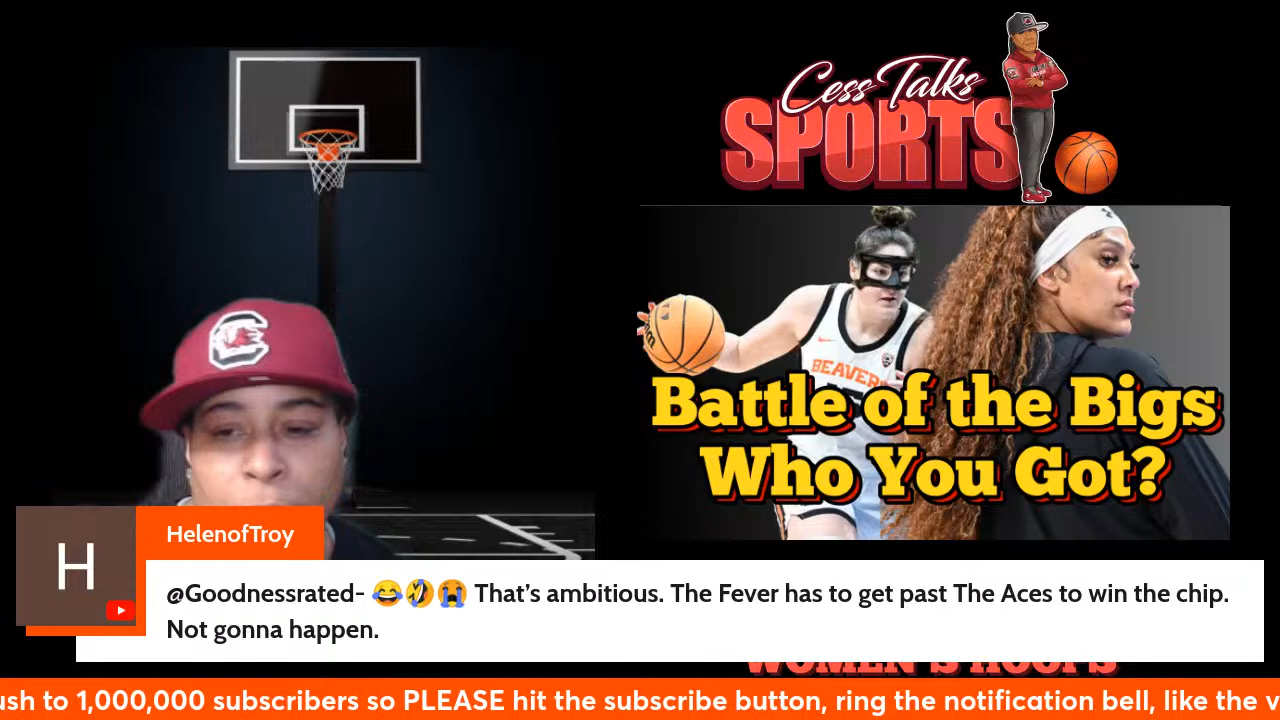 Cess Talks
SPORTS
BEAVERS
Battle of the Bigs
Who You Got?
H
HelenofTroy
@Goodnessrated- 😂🤣😭 That's ambitious. The Fever has to get past The Aces to win the chip.
Not gonna happen.
WOMEN'S HOOPS
ush to 1,000,000 subscribers so PLEASE hit the subscribe button, ring the notification bell, like the v